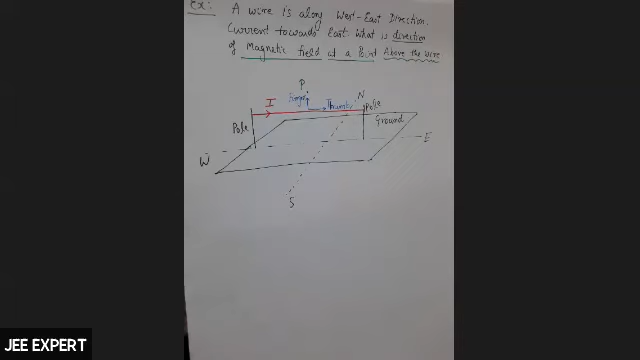 Ex:
A wire is along West-East Direction.
Current towards East. What is direction
of Magnetic field at a Point Above the wire
P
Fingers
Thumb
N
I
Pole
Pole
Ground
W
E
S
JEE EXPERT